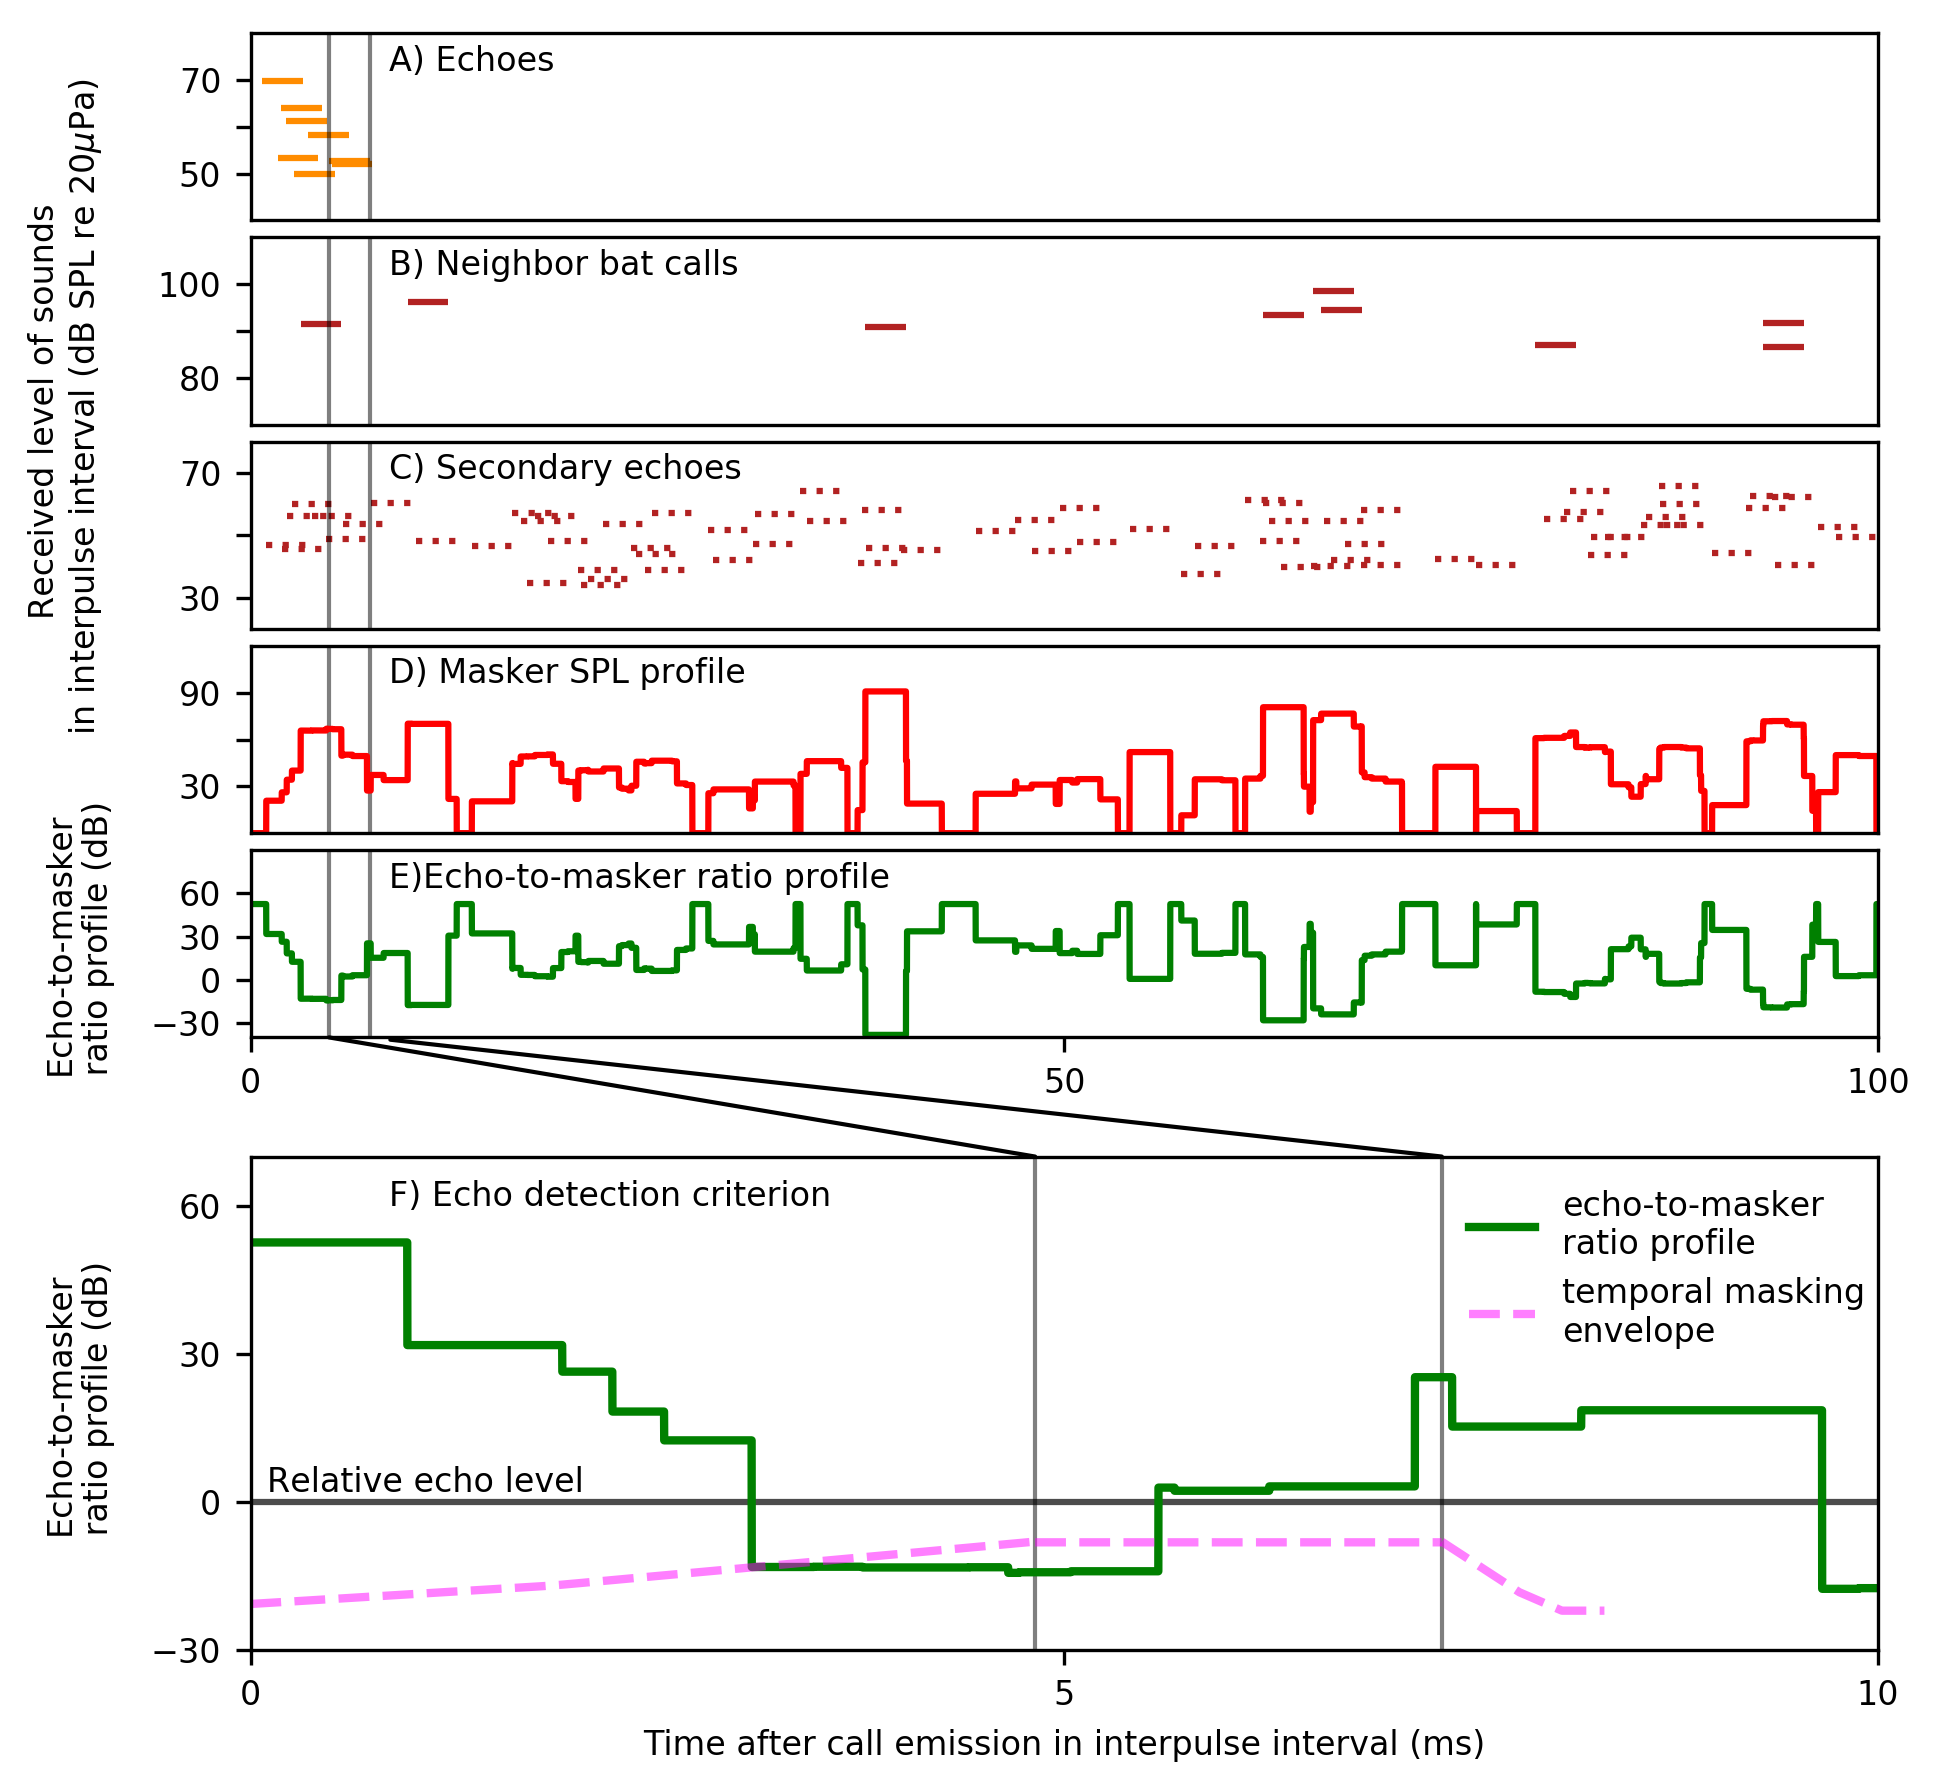 Received level of sounds
in interpulse interval (dB SPL re 20μPa)
A) Echoes
70
50
B) Neighbor bat calls
100
80
C) Secondary echoes
70
30
D) Masker SPL profile
90
30
Echo-to-masker
ratio profile (dB)
E)Echo-to-masker ratio profile
60
30
0
−30
0
50
100
Echo-to-masker
ratio profile (dB)
F) Echo detection criterion
60
30
0
−30
Relative echo level
echo-to-masker
ratio profile
temporal masking
envelope
0
5
10
Time after call emission in interpulse interval (ms)